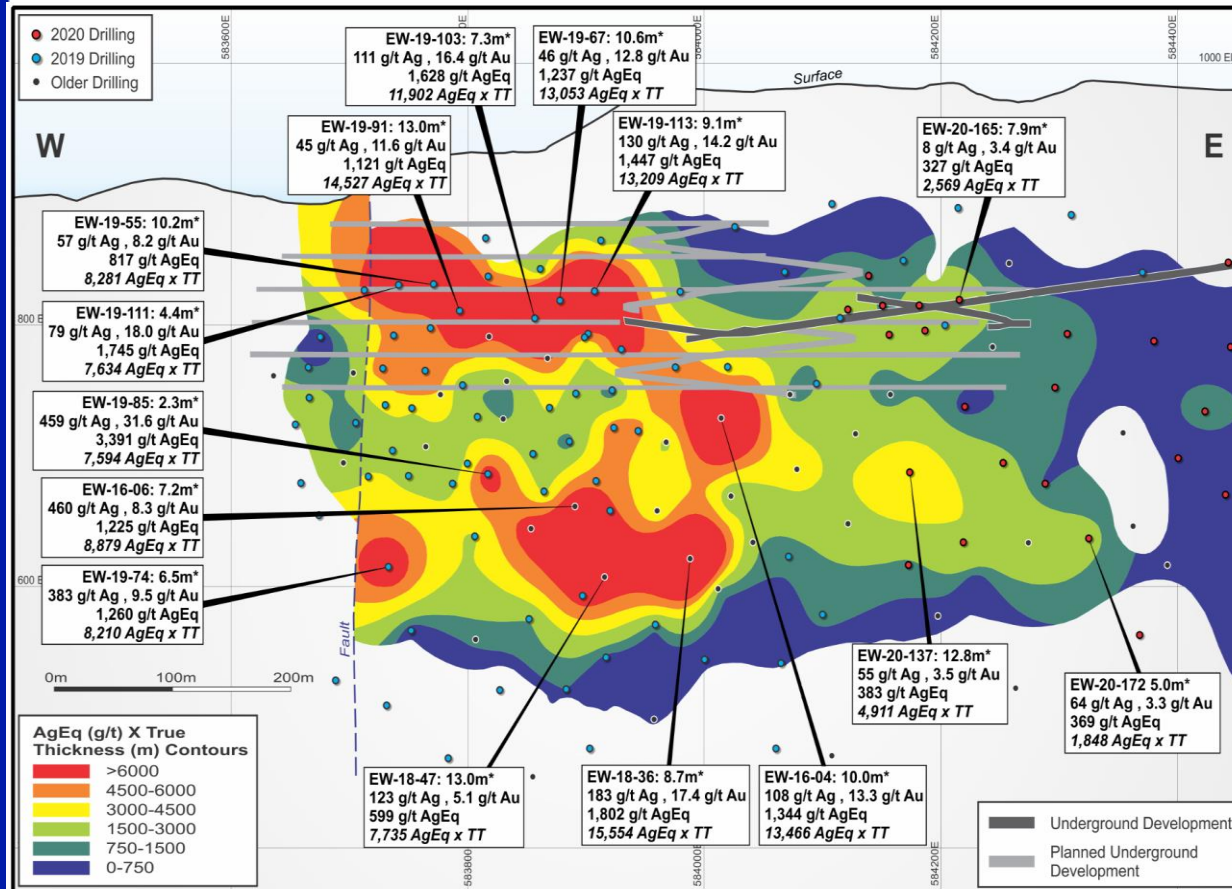 2020 Drilling
2019 Drilling
Older Drilling
583600E
584000E
584200E
584400E
1000 El
Surface
W
E
EW-19-103: 7.3m*
111 g/t Ag , 16.4 g/t Au
1,628 g/t AgEq
11,902 AgEq x TT
EW-19-67: 10.6m*
46 g/t Ag , 12.8 g/t Au
1,237 g/t AgEq
13,053 AgEq x TT
EW-19-91: 13.0m*
45 g/t Ag , 11.6 g/t Au
1,121 g/t AgEq
14,527 AgEq x TT
EW-19-113: 9.1m*
130 g/t Ag , 14.2 g/t Au
1,447 g/t AgEq
13,209 AgEq x TT
EW-20-165: 7.9m*
8 g/t Ag , 3.4 g/t Au
327 g/t AgEq
2,569 AgEq x TT
EW-19-55: 10.2m*
57 g/t Ag , 8.2 g/t Au
817 g/t AgEq
8,281 AgEq x TT
EW-19-111: 4.4m*
79 g/t Ag , 18.0 g/t Au
1,745 g/t AgEq
7,634 AgEq x TT
800 E
EW-19-85: 2.3m*
459 g/t Ag , 31.6 g/t Au
3,391 g/t AgEq
7,594 AgEq x TT
EW-16-06: 7.2m*
460 g/t Ag , 8.3 g/t Au
1,225 g/t AgEq
8,879 AgEq x TT
EW-19-74: 6.5m*
383 g/t Ag , 9.5 g/t Au
1,260 g/t AgEq
8,210 AgEq x TT
600 E
Fault
0m
100m
200m
EW-20-137: 12.8m*
55 g/t Ag , 3.5 g/t Au
383 g/t AgEq
4,911 AgEq x TT
EW-20-172 5.0m*
64 g/t Ag , 3.3 g/t Au
369 g/t AgEq
1,848 AgEq x TT
AgEq (g/t) X True
Thickness (m) Contours
>6000
4500-6000
3000-4500
1500-3000
750-1500
0-750
EW-18-47: 13.0m*
123 g/t Ag , 5.1 g/t Au
599 g/t AgEq
7,735 AgEq x TT
EW-18-36: 8.7m*
183 g/t Ag , 17.4 g/t Au
1,802 g/t AgEq
15,554 AgEq x TT
EW-16-04: 10.0m*
108 g/t Ag , 13.3 g/t Au
1,344 g/t AgEq
13,466 AgEq x TT
Underground Development
Planned Underground
Development
583800E
584000E
584200E
584400E